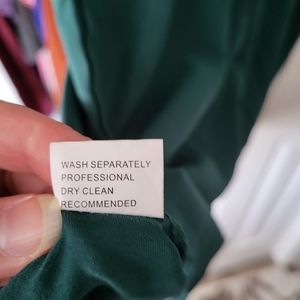 WASH SEPARATELY
PROFESSIONAL
DRY CLEAN
RECOMMENDED